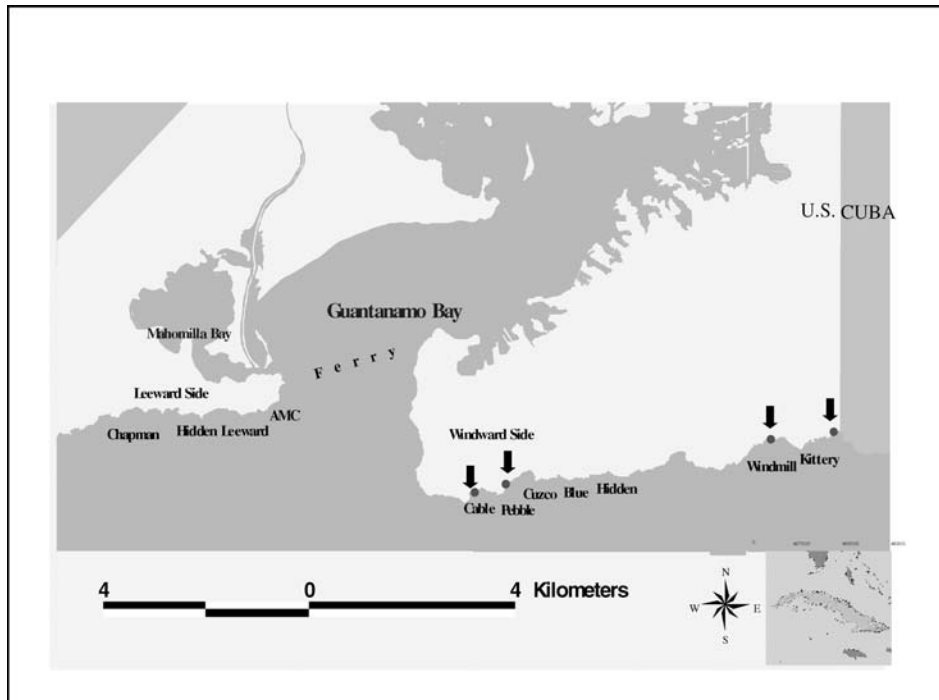 U.S. CUBA
Guantanamo Bay
Mahomilla Bay
Ferry
Leeward Side
AMC
Chapman Hidden Leeward
Windward Side
Windmill Kittery
Cable Pebble Cuzco Blue Hidden
4 0 4 Kilometers
N
W E
S